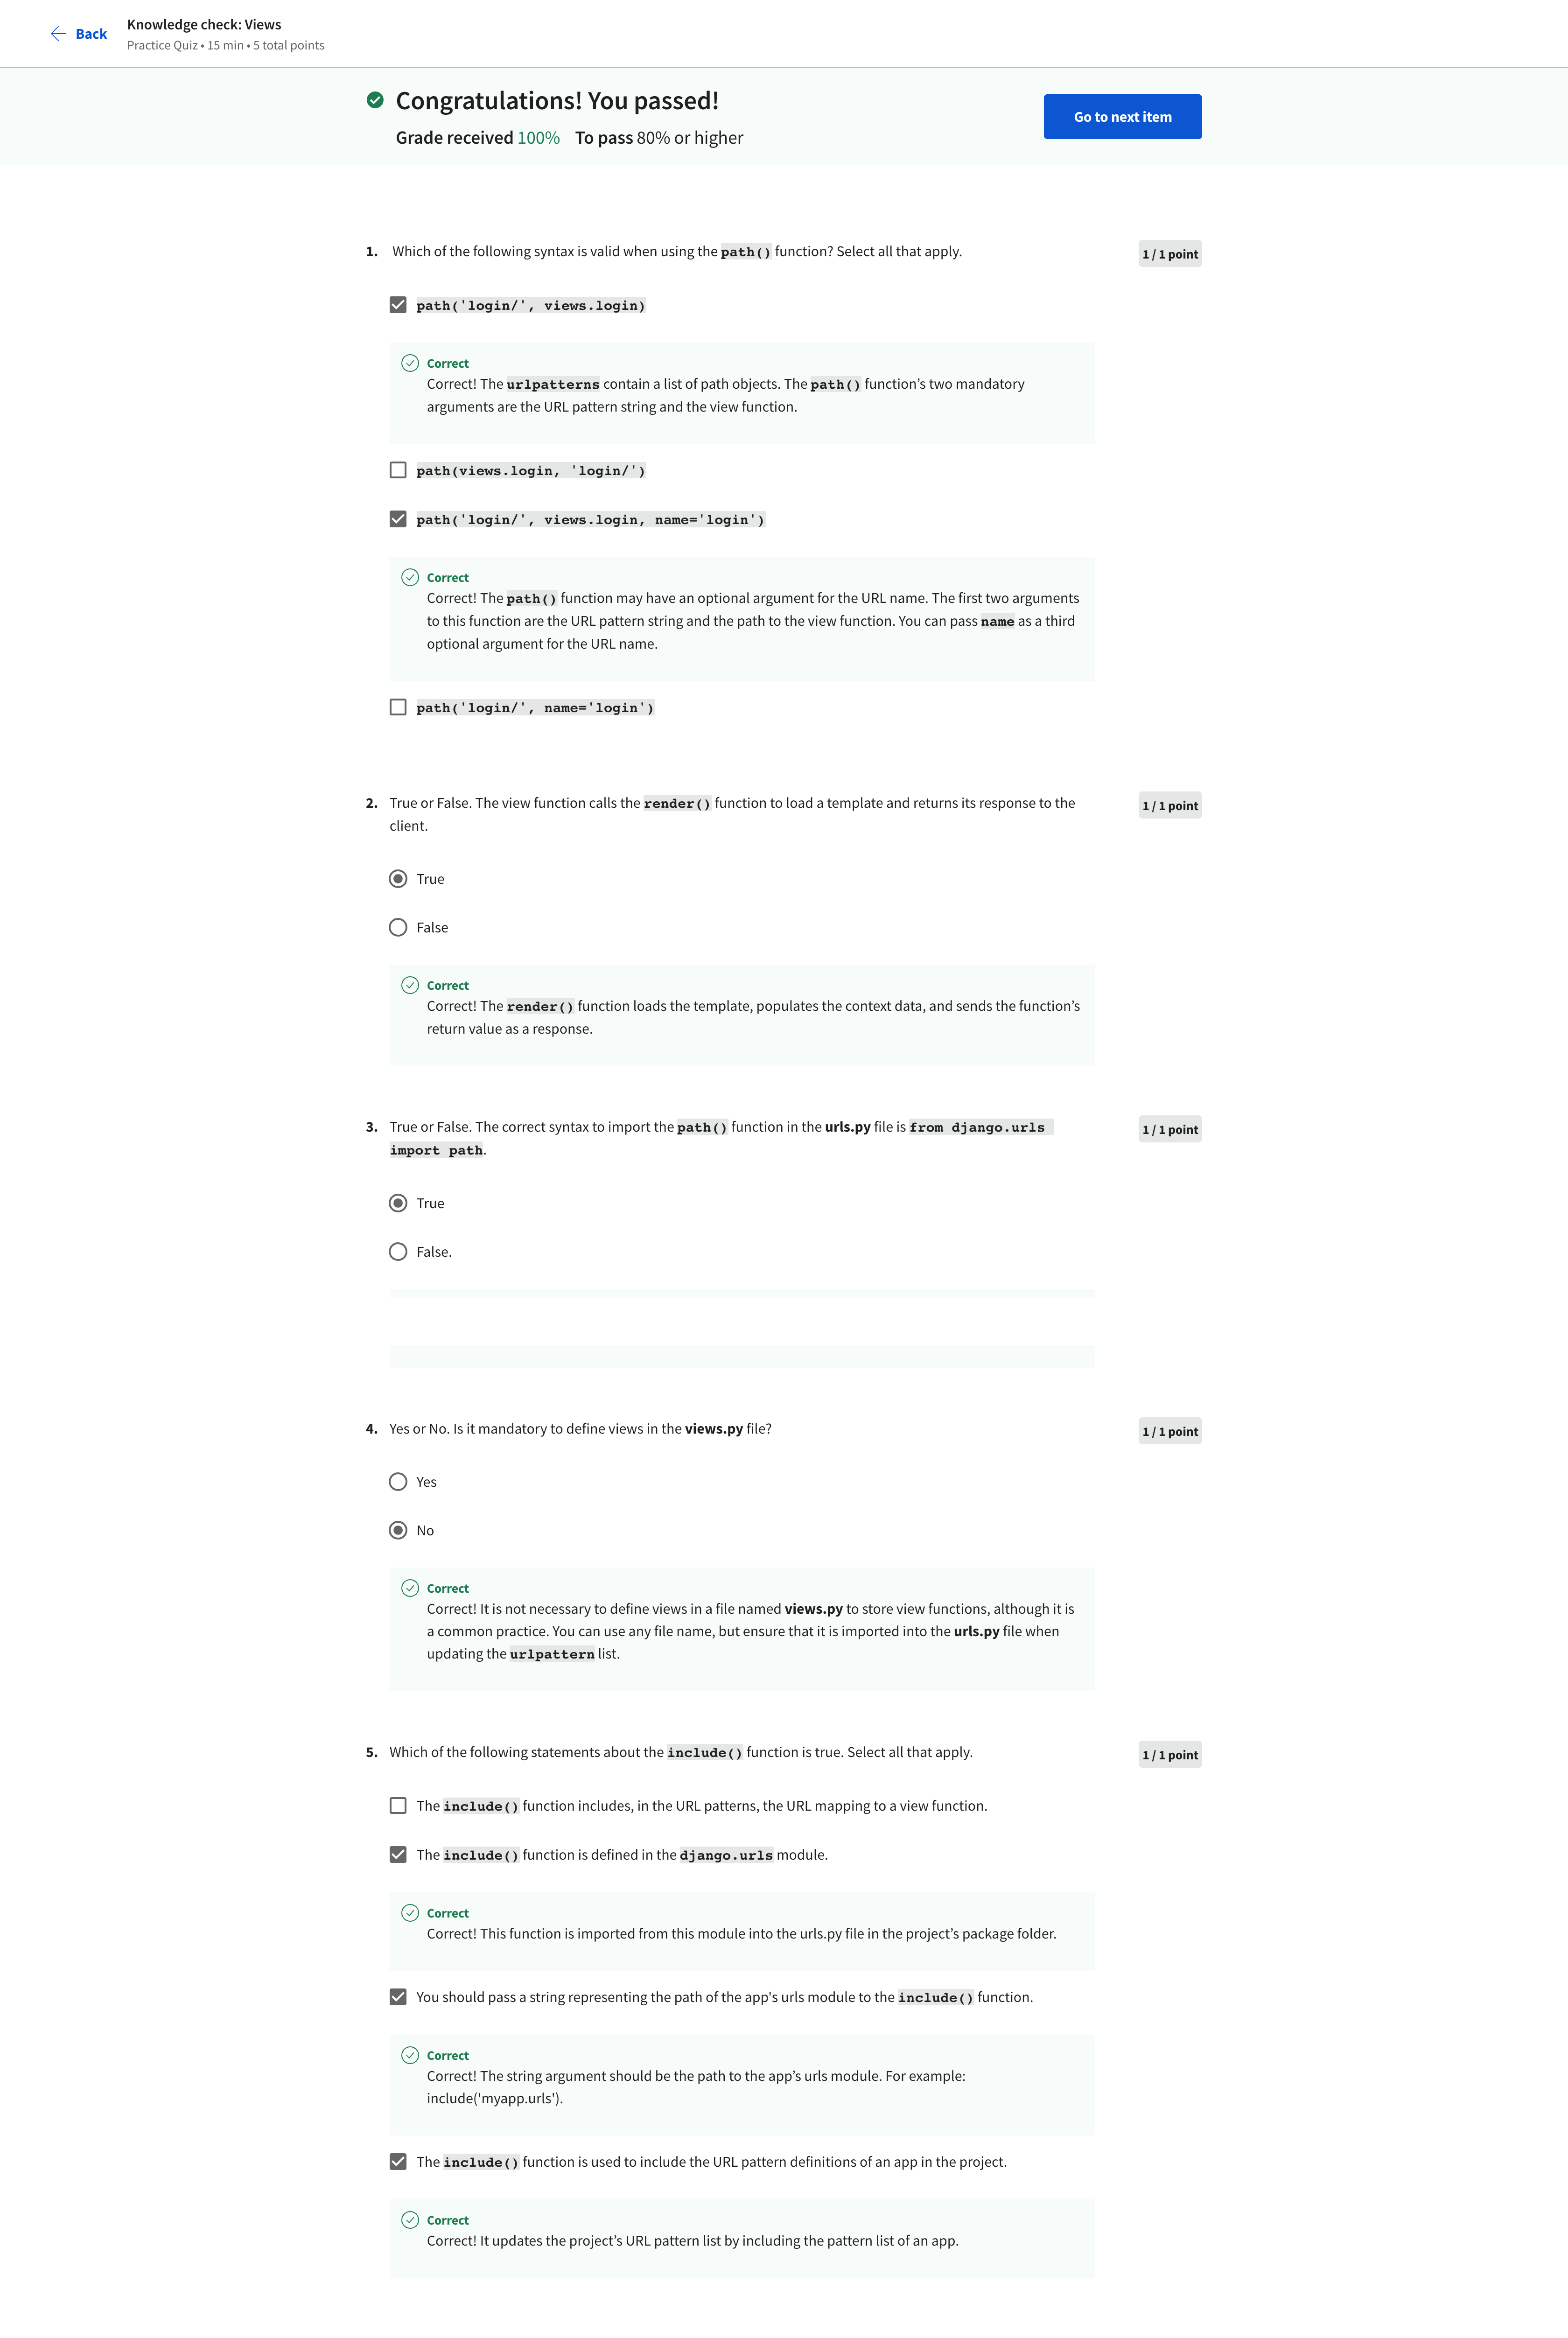 Back
Knowledge check: Views
Practice Quiz • 15 min • 5 total points
Congratulations! You passed!
Grade received 100% To pass 80% or higher
Go to next item
1. Which of the following syntax is valid when using the path() function? Select all that apply.
1 / 1 point
path('login/', views.login)
Correct
Correct! The urlpatterns contain a list of path objects. The path() function’s two mandatory
arguments are the URL pattern string and the view function.
path(views.login, 'login/')
path('login/', views.login, name='login')
Correct
Correct! The path() function may have an optional argument for the URL name. The first two arguments
to this function are the URL pattern string and the path to the view function. You can pass name as a third
optional argument for the URL name.
path('login/', name='login')
2. True or False. The view function calls the render() function to load a template and returns its response to the
client.
1 / 1 point
True
False
Correct
Correct! The render() function loads the template, populates the context data, and sends the function’s
return value as a response.
3. True or False. The correct syntax to import the path() function in the urls.py file is from django.urls
import path.
1 / 1 point
True
False.
4. Yes or No. Is it mandatory to define views in the views.py file?
1 / 1 point
Yes
No
Correct
Correct! It is not necessary to define views in a file named views.py to store view functions, although it is
a common practice. You can use any file name, but ensure that it is imported into the urls.py file when
updating the urlpattern list.
5. Which of the following statements about the include() function is true. Select all that apply.
1 / 1 point
The include() function includes, in the URL patterns, the URL mapping to a view function.
The include() function is defined in the django.urls module.
Correct
Correct! This function is imported from this module into the urls.py file in the project’s package folder.
You should pass a string representing the path of the app's urls module to the include() function.
Correct
Correct! The string argument should be the path to the app’s urls module. For example:
include('myapp.urls').
The include() function is used to include the URL pattern definitions of an app in the project.
Correct
Correct! It updates the project’s URL pattern list by including the pattern list of an app.